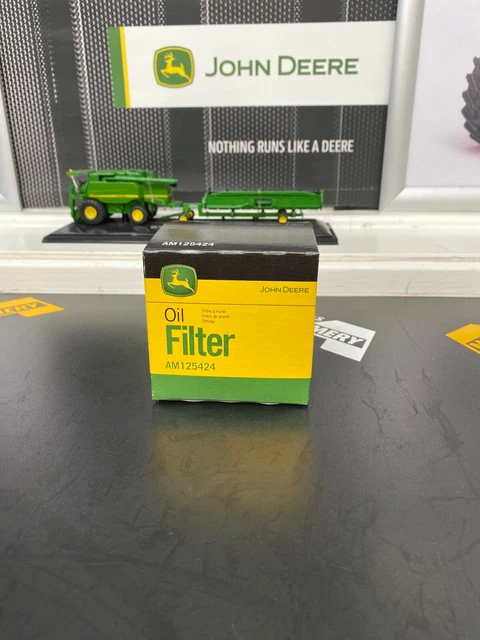 JOHN DEERE
NOTHING RUNS LIKE A DEERE
AM125424
JOHN DEERE
Oil
Filter
AM125424